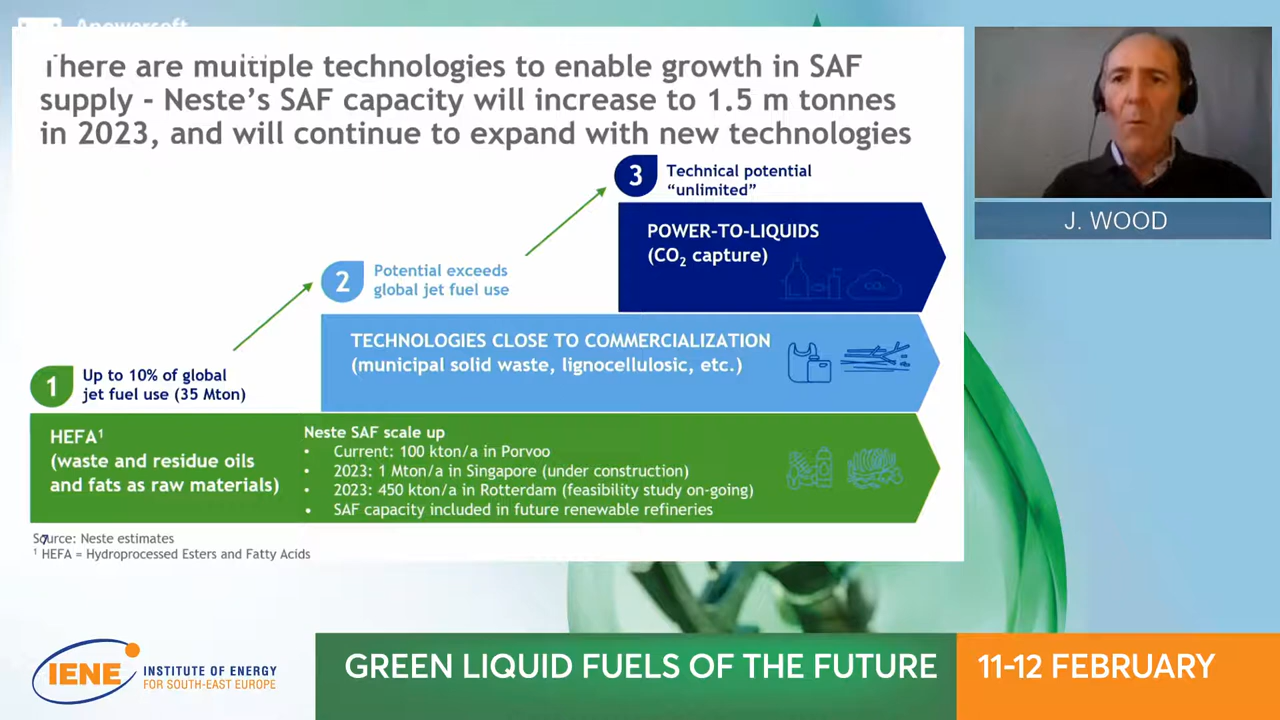 Apowersoft
There are multiple technologies to enable growth in SAF
supply - Neste's SAF capacity will increase to 1.5 m tonnes
in 2023, and will continue to expand with new technologies
J. WOOD
3
Technical potential
“unlimited”
POWER-TO-LIQUIDS
(CO₂ capture)
CO₂
2
Potential exceeds
global jet fuel use
TECHNOLOGIES CLOSE TO COMMERCIALIZATION
(municipal solid waste, lignocellulosic, etc.)
1
Up to 10% of global
jet fuel use (35 Mton)
HEFA¹
(waste and residue oils
and fats as raw materials)
Neste SAF scale up
• Current: 100 kton/a in Porvoo
• 2023: 1 Mton/a in Singapore (under construction)
• 2023: 450 kton/a in Rotterdam (feasibility study on-going)
• SAF capacity included in future renewable refineries
7
Source: Neste estimates
¹ HEFA = Hydroprocessed Esters and Fatty Acids
IENE
INSTITUTE OF ENERGY
FOR SOUTH-EAST EUROPE
GREEN LIQUID FUELS OF THE FUTURE
11-12 FEBRUARY